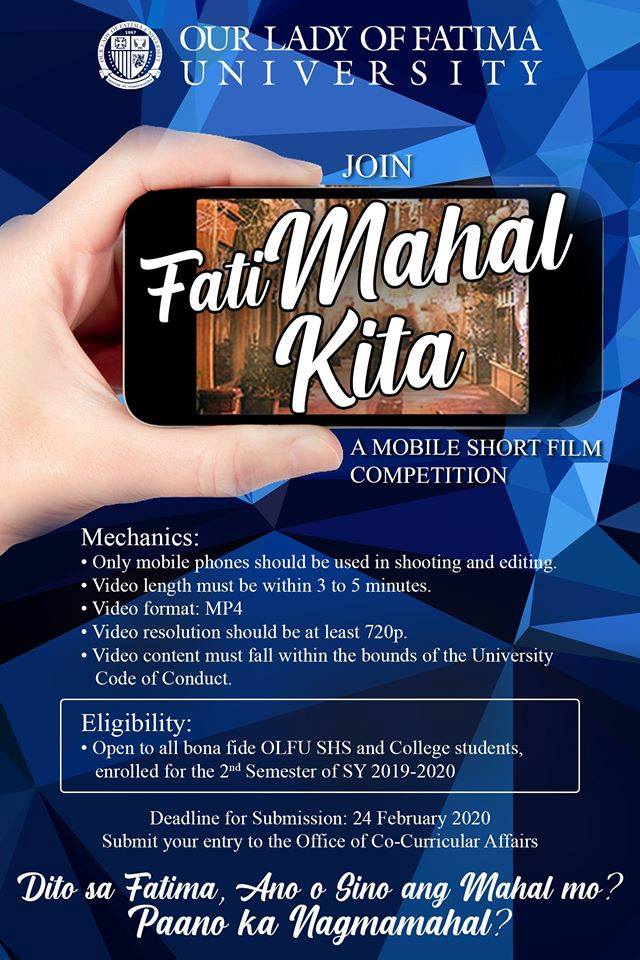 OUR LADY OF FATIMA
UNIVERSITY
1967
JOIN
FatiMahal
Kita
A MOBILE SHORT FILM
COMPETITION
Mechanics:
• Only mobile phones should be used in shooting and editing.
• Video length must be within 3 to 5 minutes.
• Video format: MP4
• Video resolution should be at least 720p.
• Video content must fall within the bounds of the University
Code of Conduct.
Eligibility:
• Open to all bona fide OLFU SHS and College students,
enrolled for the 2nd Semester of SY 2019-2020
Deadline for Submission: 24 February 2020
Submit your entry to the Office of Co-Curricular Affairs
Dito sa Fatima, Ano o Sino ang Mahal mo?
Paano ka Nagmamahal?